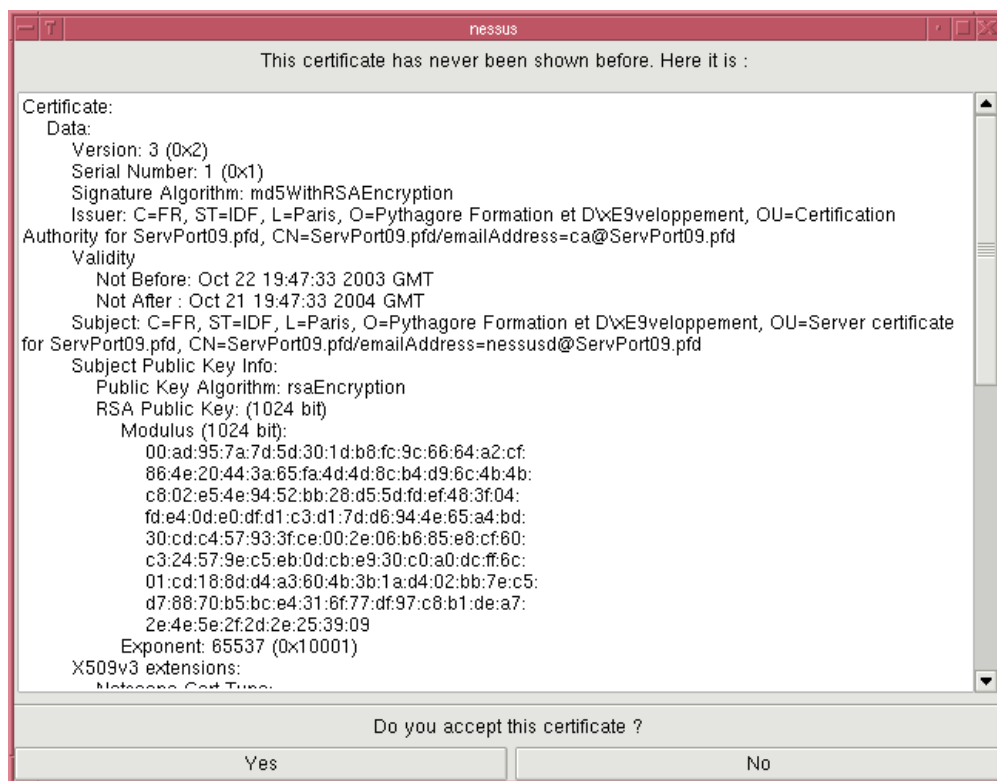 nessus
This certificate has never been shown before. Here it is :
Certificate:
Data:
Version: 3 (0x2)
Serial Number: 1 (0x1)
Signature Algorithm: md5WithRSAEncryption
Issuer: C=FR, ST=IDF, L=Paris, O=Pythagore Formation et D\xE9veloppement, OU=Certification
Authority for ServPort09.pfd, CN=ServPort09.pfd/emailAddress=ca@ServPort09.pfd
Validity
Not Before: Oct 22 19:47:33 2003 GMT
Not After : Oct 21 19:47:33 2004 GMT
Subject: C=FR, ST=IDF, L=Paris, O=Pythagore Formation et D\xE9veloppement, OU=Server certificate
for ServPort09.pfd, CN=ServPort09.pfd/emailAddress=nessusd@ServPort09.pfd
Subject Public Key Info:
Public Key Algorithm: rsaEncryption
RSA Public Key: (1024 bit)
Modulus (1024 bit):
00:ad:95:7a:7d:5d:30:1d:b8:fc:9c:66:64:a2:cf:
86:4e:20:44:3a:65:fa:4d:4d:8c:b4:d9:6c:4b:4b:
c8:02:e5:4e:94:52:bb:28:d5:5d:fd:ef:48:3f:04:
fd:e4:0d:e0:df:d1:c3:d1:7d:d6:94:4e:65:a4:bd:
30:cd:c4:57:93:3f:ce:00:2e:06:b6:85:e8:cf:60:
c3:24:57:9e:c5:eb:0d:cb:e9:30:c0:a0:dc:ff:6c:
01:cd:18:8d:d4:a3:60:4b:3b:1a:d4:02:bb:7e:c5:
d7:88:70:b5:bc:e4:31:6f:77:df:97:c8:b1:de:a7:
2e:4e:5e:2f:2d:2e:25:39:09
Exponent: 65537 (0x10001)
X509v3 extensions:
Netscape Cert Type:
Do you accept this certificate ?
Yes
No